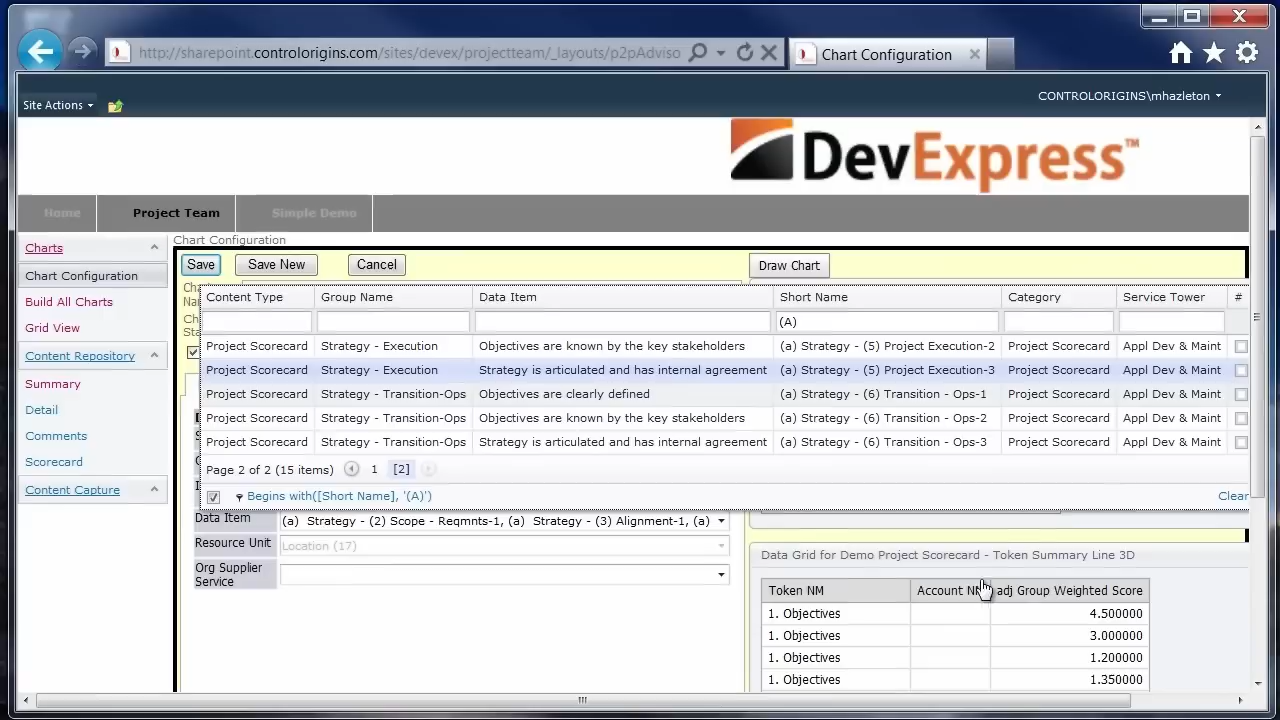 http://sharepoint.controlorigins.com/sites/devex/projectteam/_layouts/p2pAdviso
Chart Configuration
Site Actions
CONTROLORIGINS\mhazleton
DevExpress™
Home
Project Team
Simple Demo
Charts
Chart Configuration
Build All Charts
Grid View
Content Repository
Summary
Detail
Comments
Scorecard
Content Capture
Chart Configuration
Save
Save New
Cancel
Draw Chart
Content Type Group Name Data Item Short Name Category Service Tower #
(A)
Project Scorecard Strategy - Execution Objectives are known by the key stakeholders (a) Strategy - (5) Project Execution-2 Project Scorecard Appl Dev & Maint
Project Scorecard Strategy - Execution Strategy is articulated and has internal agreement (a) Strategy - (5) Project Execution-3 Project Scorecard Appl Dev & Maint
Project Scorecard Strategy - Transition-Ops Objectives are clearly defined (a) Strategy - (6) Transition - Ops-1 Project Scorecard Appl Dev & Maint
Project Scorecard Strategy - Transition-Ops Objectives are known by the key stakeholders (a) Strategy - (6) Transition - Ops-2 Project Scorecard Appl Dev & Maint
Project Scorecard Strategy - Transition-Ops Strategy is articulated and has internal agreement (a) Strategy - (6) Transition - Ops-3 Project Scorecard Appl Dev & Maint
Page 2 of 2 (15 items) 1 [2]
Begins with([Short Name], '(A)')
Clear
Data Item (a) Strategy - (2) Scope - Reqmnts-1, (a) Strategy - (3) Alignment-1, (a)
Resource Unit Location (17)
Org Supplier
Service
Data Grid for Demo Project Scorecard - Token Summary Line 3D
Token NM Account adj Group Weighted Score
1. Objectives 4.500000
1. Objectives 3.000000
1. Objectives 1.200000
1. Objectives 1.350000